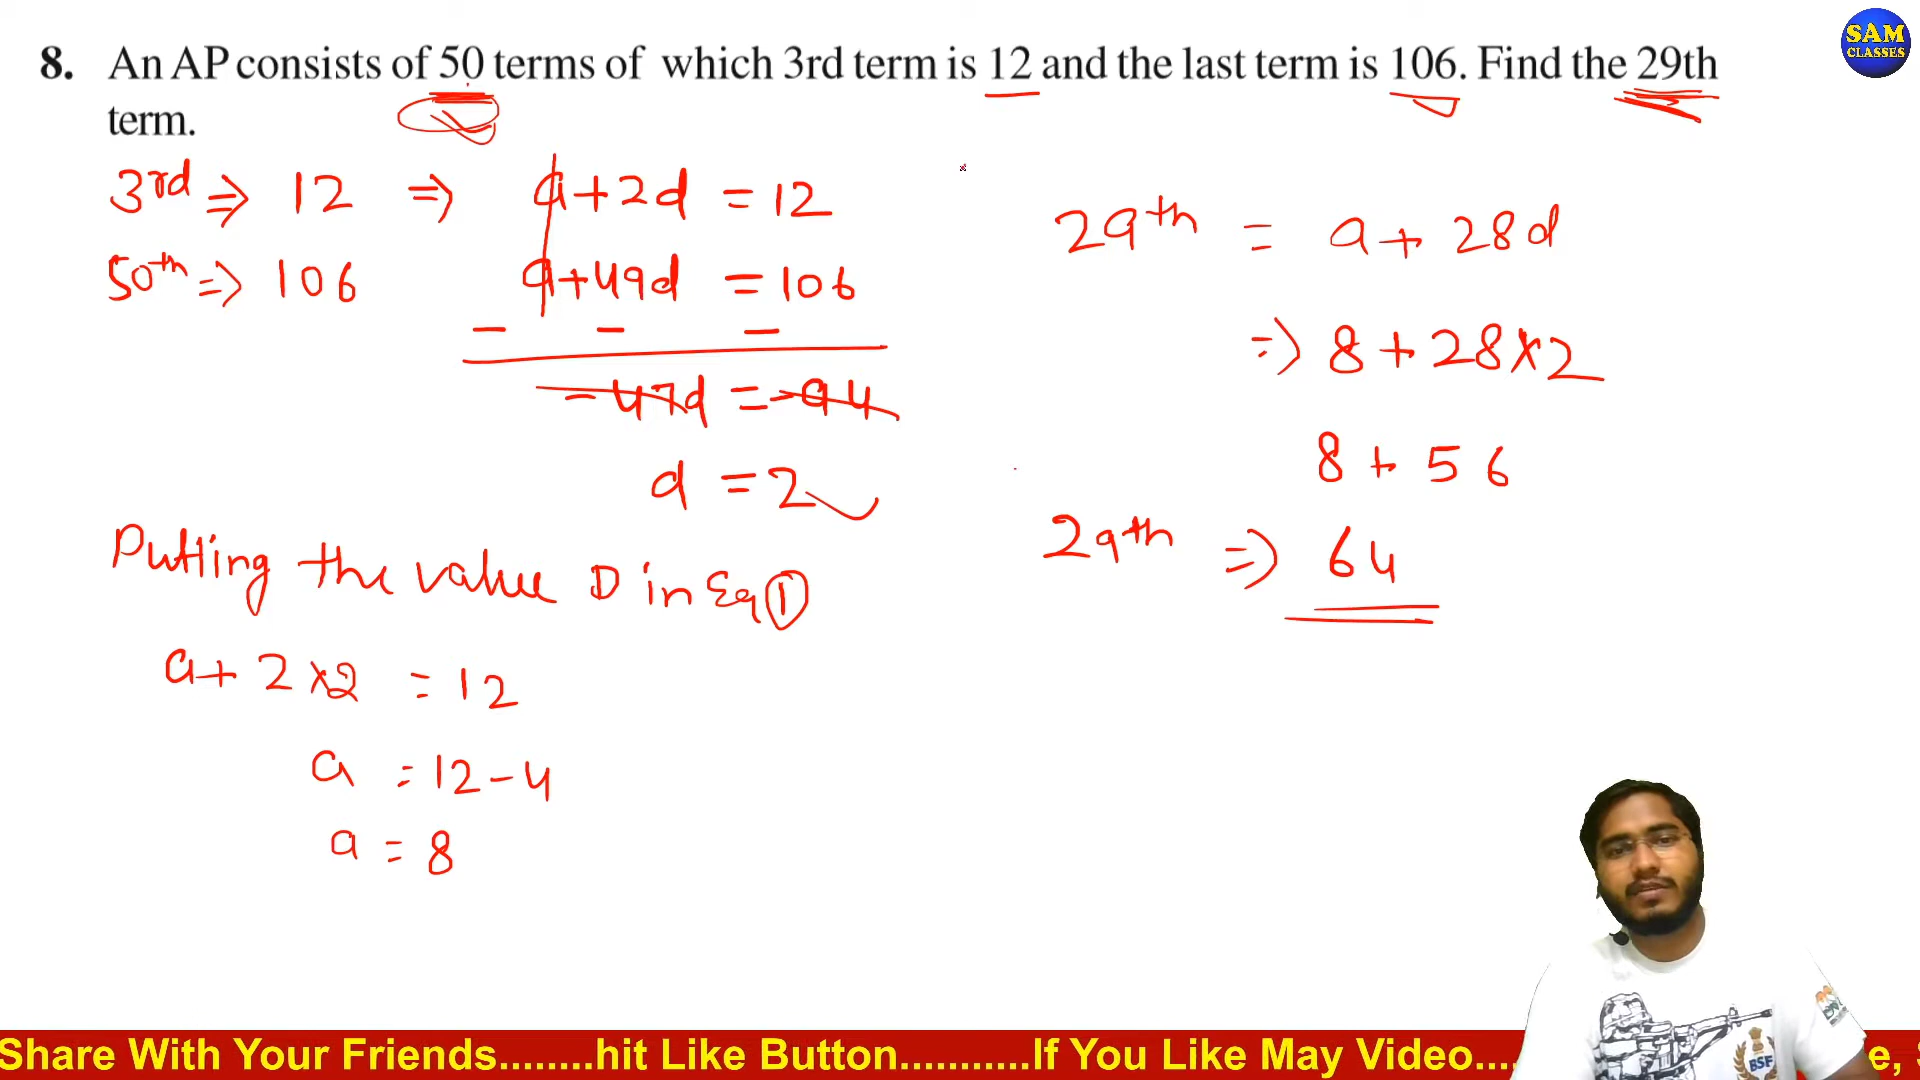 8. An AP consists of 50 terms of which 3rd term is 12 and the last term is 106. Find the 29th
term.
SAM
CLASSES
3rd ⇒ 12 ⇒ a+2d = 12
50th ⇒ 106 a+49d = 106
− − −
−47d = −94
d = 2
Putting the value D in Eq ①
a + 2×2 = 12
a = 12 − 4
a = 8
29th = a + 28d
⇒ 8 + 28×2
8 + 56
29th ⇒ 64
BSF
Share With Your Friends........hit Like Button...........If You Like May Video....
e,